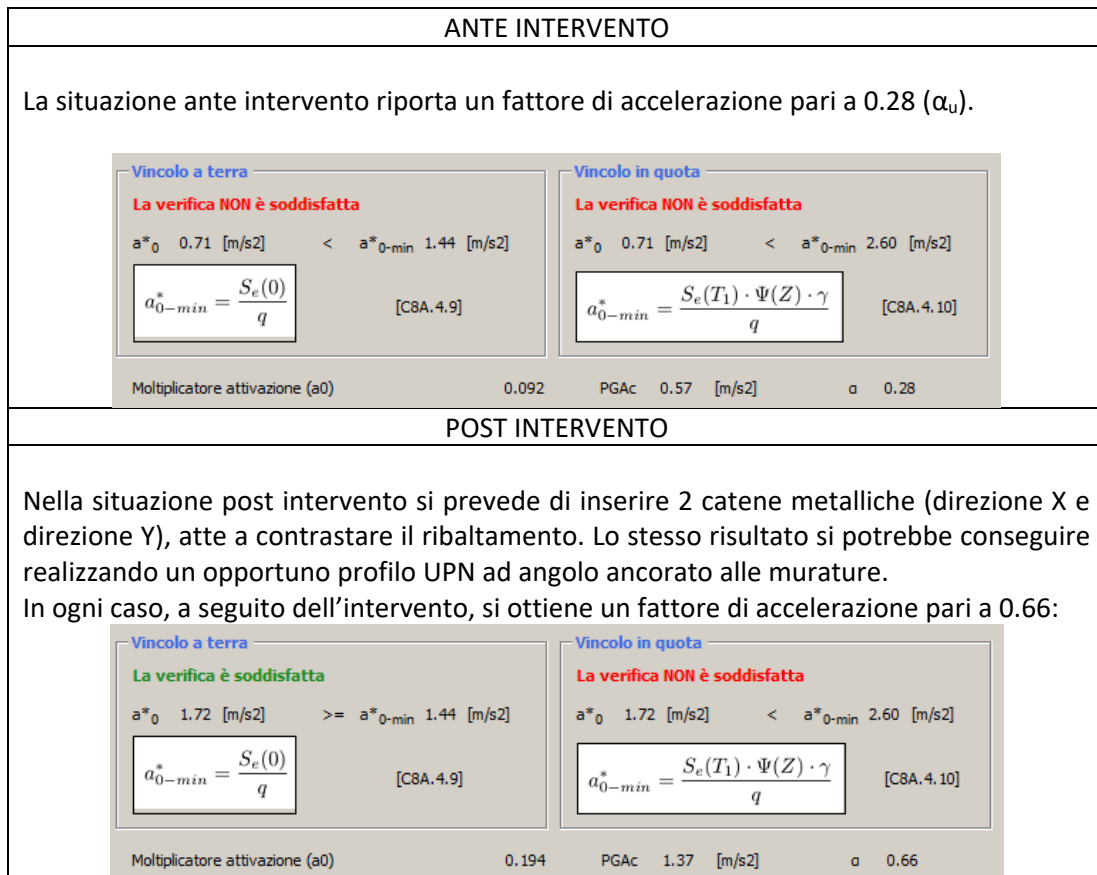 ANTE INTERVENTO
La situazione ante intervento riporta un fattore di accelerazione pari a 0.28 (αu).
Vincolo a terra
La verifica NON è soddisfatta
a*0 0.71 [m/s2] < a*0-min 1.44 [m/s2]
a*0−min = Se(0) / q [C8A.4.9]
Vincolo in quota
La verifica NON è soddisfatta
a*0 0.71 [m/s2] < a*0-min 2.60 [m/s2]
a*0−min = Se(T1) · Ψ(Z) · γ / q [C8A.4.10]
Moltiplicatore attivazione (a0) 0.092 PGAc 0.57 [m/s2] α 0.28
POST INTERVENTO
Nella situazione post intervento si prevede di inserire 2 catene metalliche (direzione X e
direzione Y), atte a contrastare il ribaltamento. Lo stesso risultato si potrebbe conseguire
realizzando un opportuno profilo UPN ad angolo ancorato alle murature.
In ogni caso, a seguito dell’intervento, si ottiene un fattore di accelerazione pari a 0.66:
Vincolo a terra
La verifica è soddisfatta
a*0 1.72 [m/s2] >= a*0-min 1.44 [m/s2]
a*0−min = Se(0) / q [C8A.4.9]
Vincolo in quota
La verifica NON è soddisfatta
a*0 1.72 [m/s2] < a*0-min 2.60 [m/s2]
a*0−min = Se(T1) · Ψ(Z) · γ / q [C8A.4.10]
Moltiplicatore attivazione (a0) 0.194 PGAc 1.37 [m/s2] α 0.66